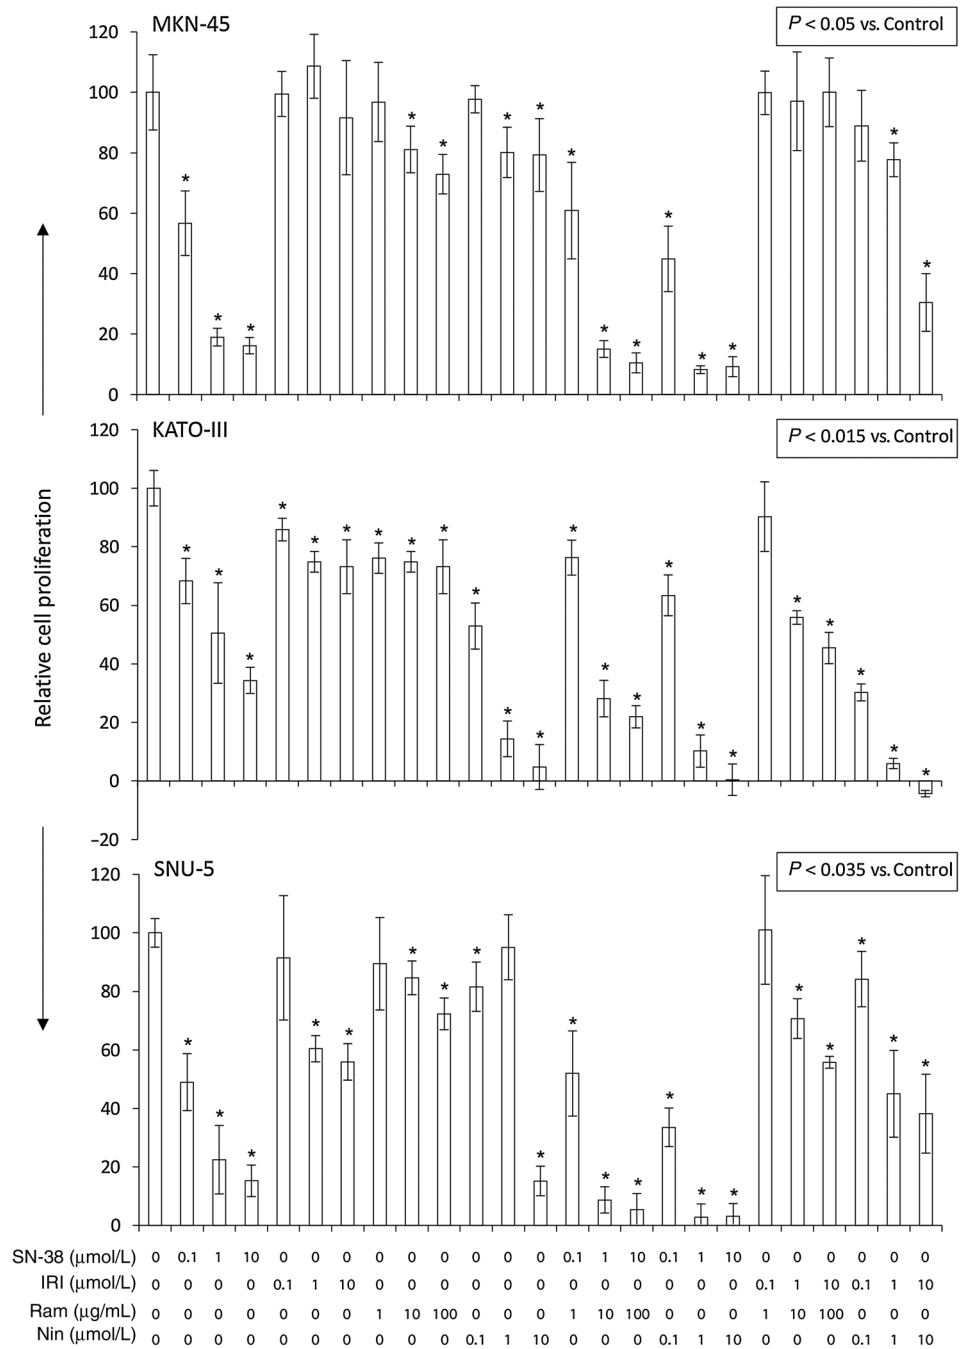 MKN-45
P < 0.05 vs. Control
120
100
80
60
40
20
0
* * * * * * * * * * * * * * * *
KATO-III
P < 0.015 vs. Control
120
100
80
60
40
20
0
−20
* * * * * * * * * * * * * * * * * * * * * * *
SNU-5
P < 0.035 vs. Control
120
100
80
60
40
20
0
* * * * * * * * * * * * * * * * * * * *
Relative cell proliferation
SN-38 (μmol/L) 0 0.1 1 10 0 0 0 0 0 0 0 0 0 0.1 1 10 0.1 1 10 0 0 0 0 0 0
IRI (μmol/L) 0 0 0 0 0.1 1 10 0 0 0 0 0 0 0 0 0 0 0 0 0.1 1 10 0.1 1 10
Ram (μg/mL) 0 0 0 0 0 0 0 1 10 100 0 0 0 1 10 100 0 0 0 1 10 100 0 0 0
Nin (μmol/L) 0 0 0 0 0 0 0 0 0 0 0.1 1 10 0 0 0 0.1 1 10 0 0 0 0.1 1 10